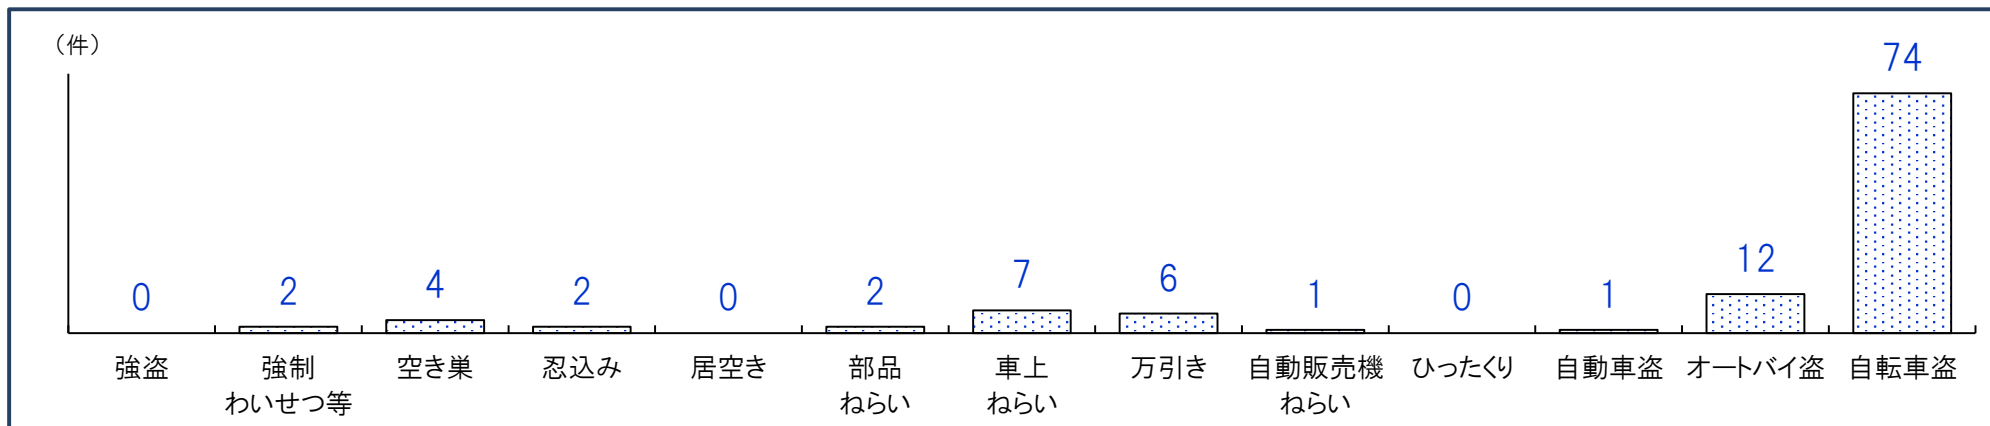 （件）
74
12
7
6
4
2
2
2
1
1
0
0
0
強盗
強制
わいせつ等
空き巣
忍込み
居空き
部品
ねらい
車上
ねらい
万引き
自動販売機
ねらい
ひったくり
自動車盗
オートバイ盗
自転車盗